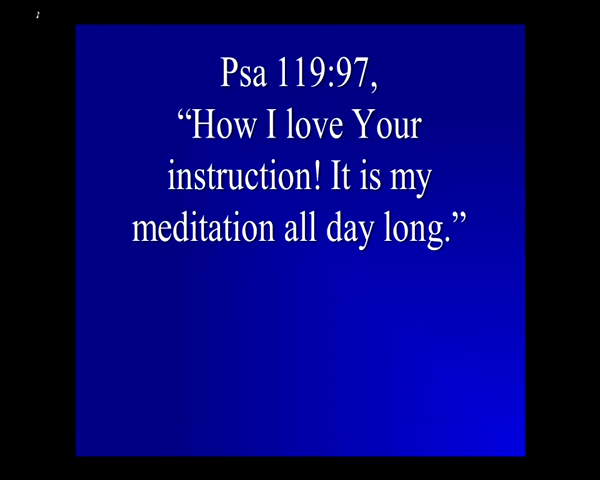 Psa 119:97,
“How I love Your
instruction! It is my
meditation all day long.”